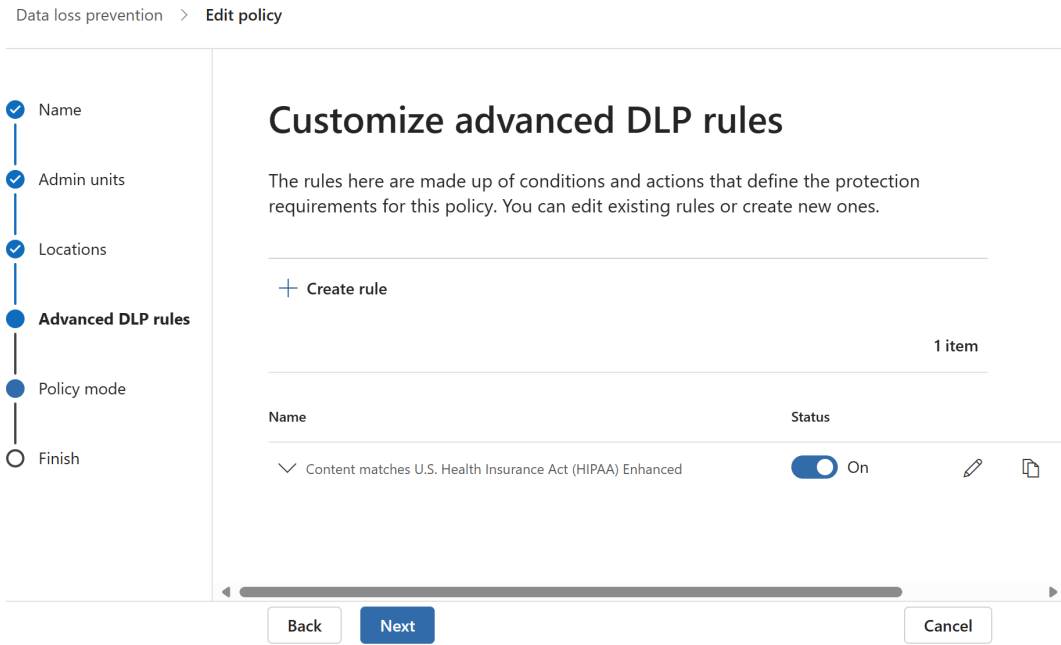 Data loss prevention > Edit policy
Name
Admin units
Locations
Advanced DLP rules
Policy mode
Finish
Customize advanced DLP rules
The rules here are made up of conditions and actions that define the protection
requirements for this policy. You can edit existing rules or create new ones.
Create rule
1 item
Name Status
Content matches U.S. Health Insurance Act (HIPAA) Enhanced On
Back Next Cancel